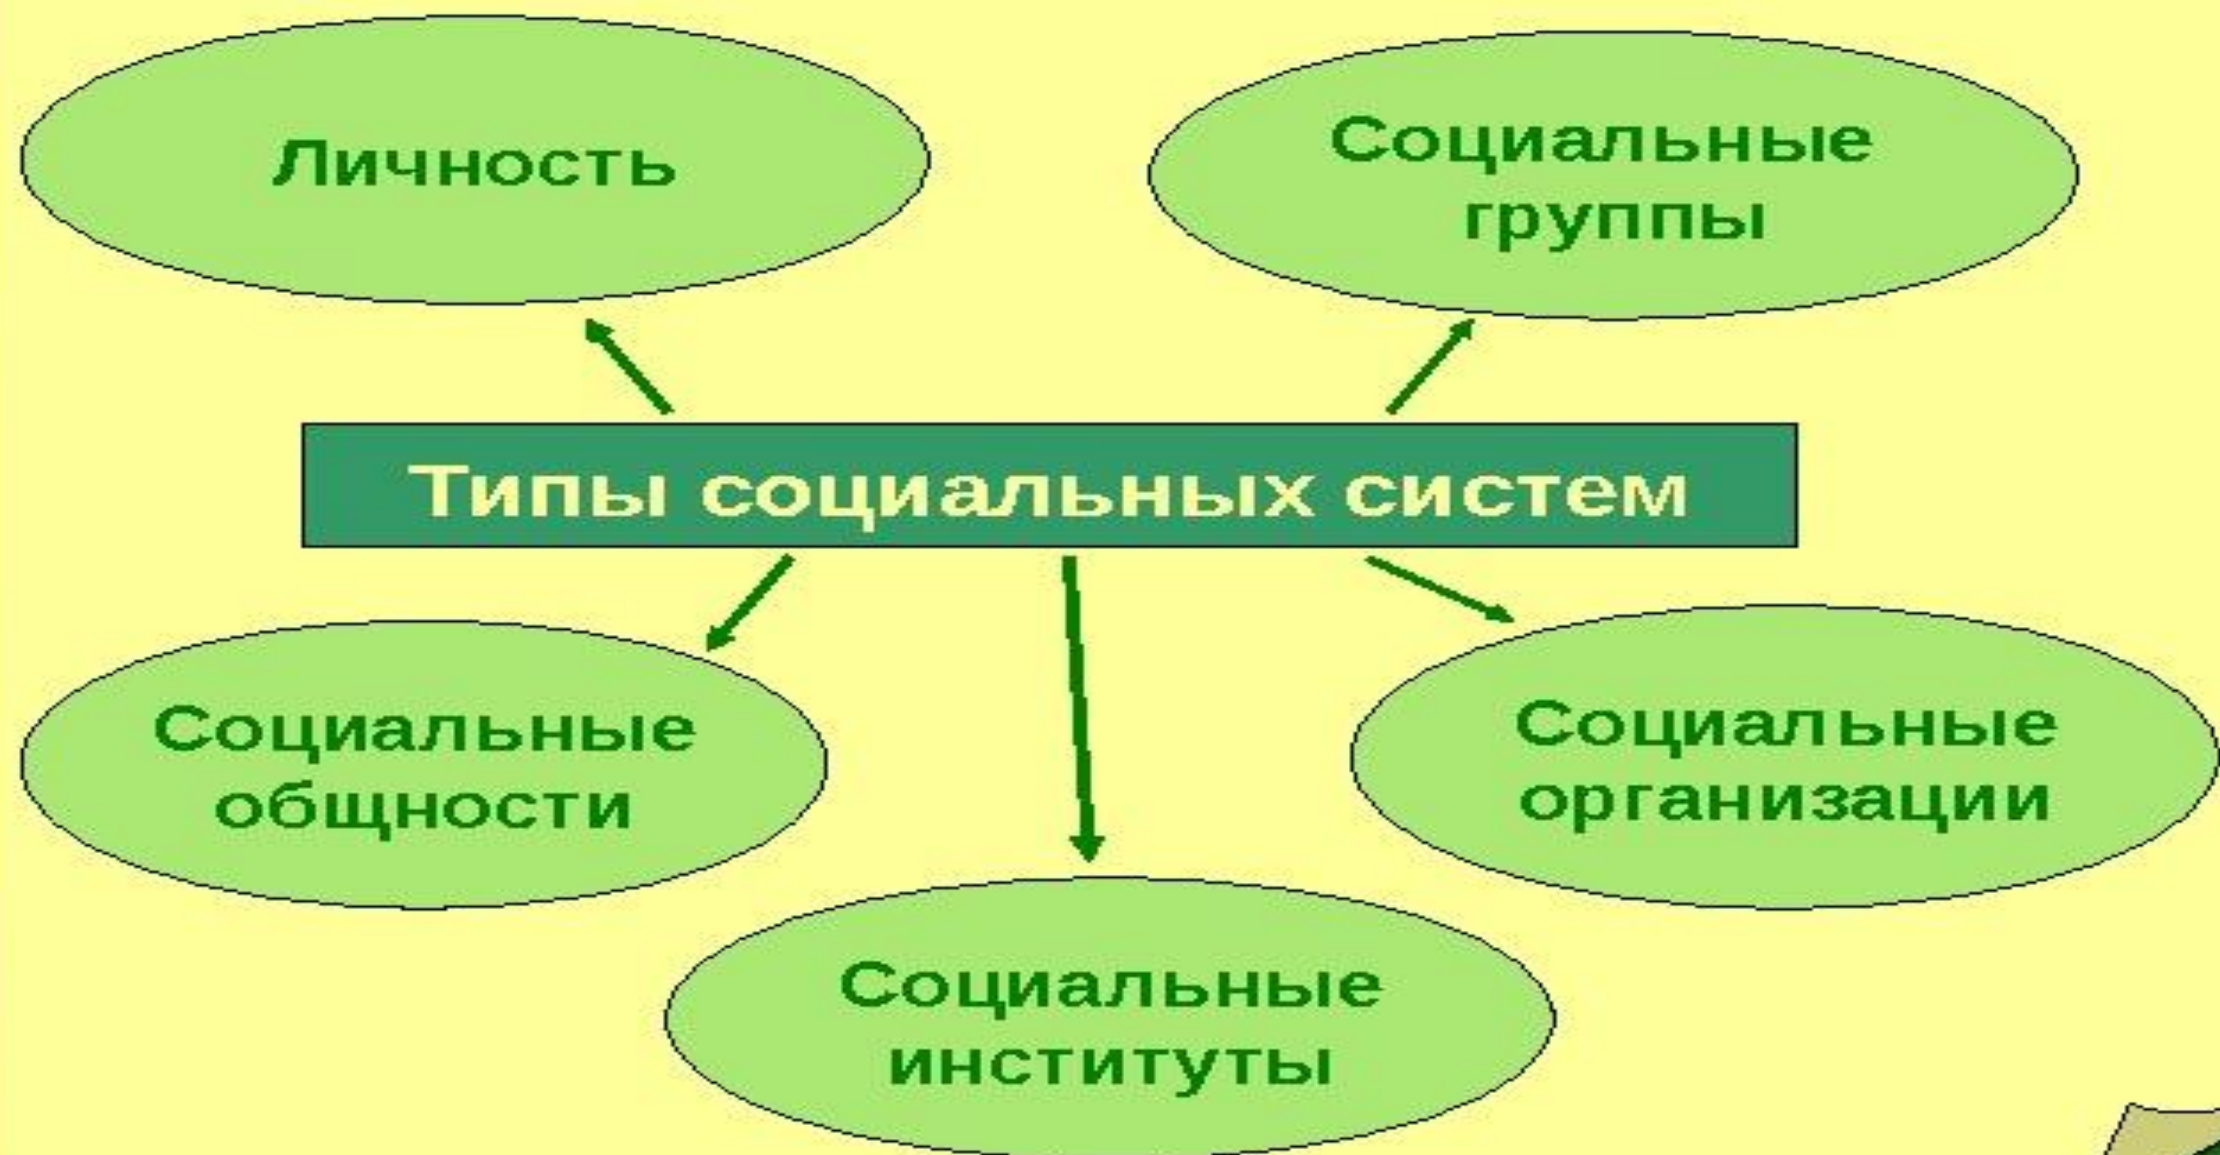 Личность
Социальные
группы
Типы социальных систем
Социальные
общности
Социальные
организации
Социальные
институты